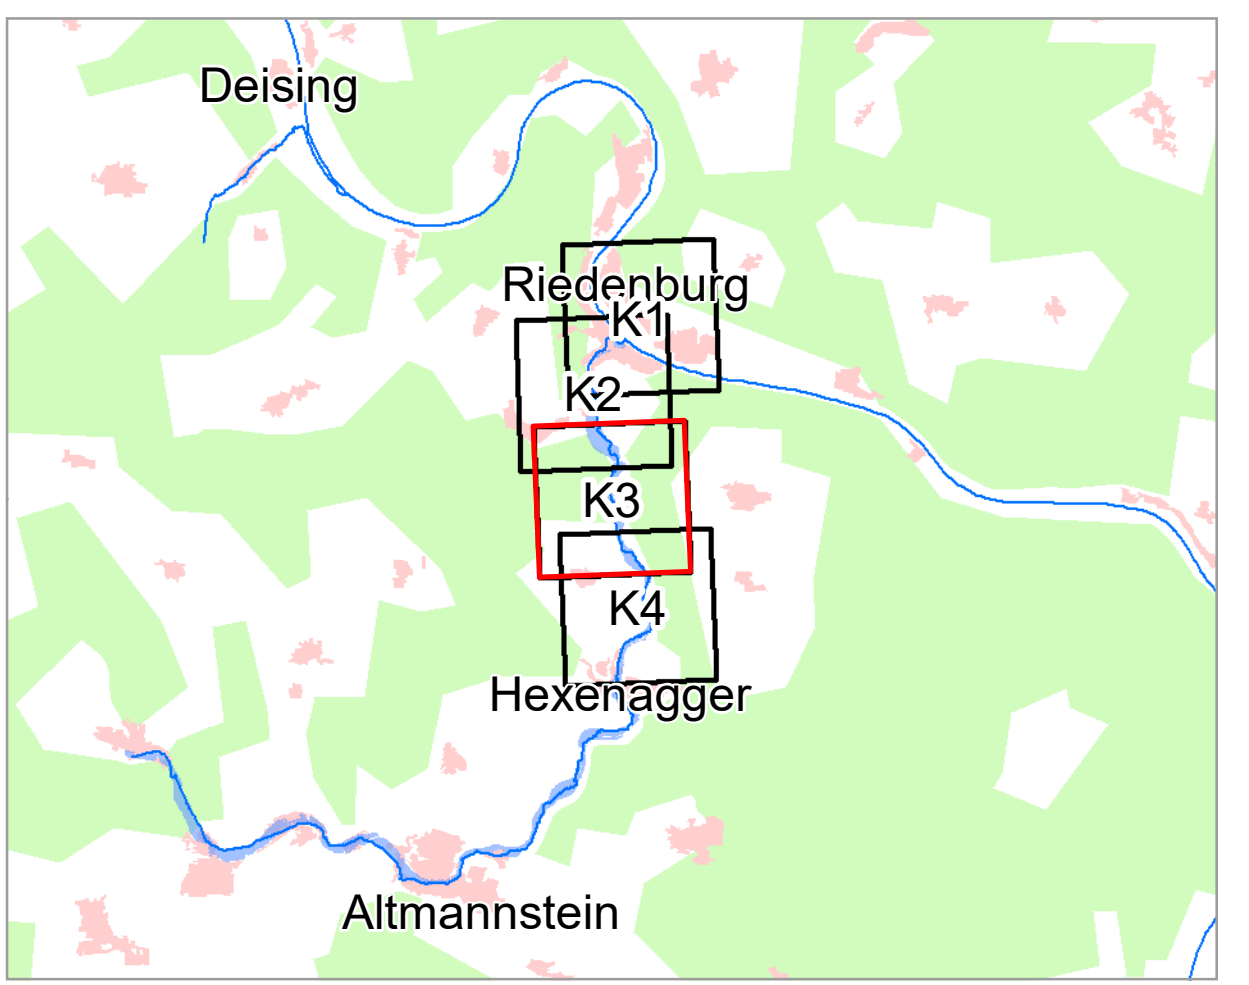 Deising
Riedenburg
K1
K2
K3
K4
Hexenagger
Altmannstein